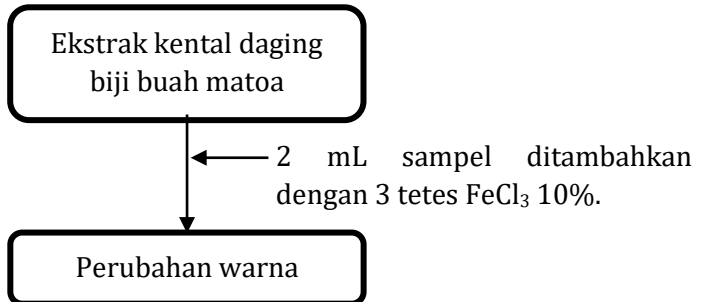 Ekstrak kental daging
biji buah matoa
2 mL sampel ditambahkan
dengan 3 tetes FeCl₃ 10%.
Perubahan warna